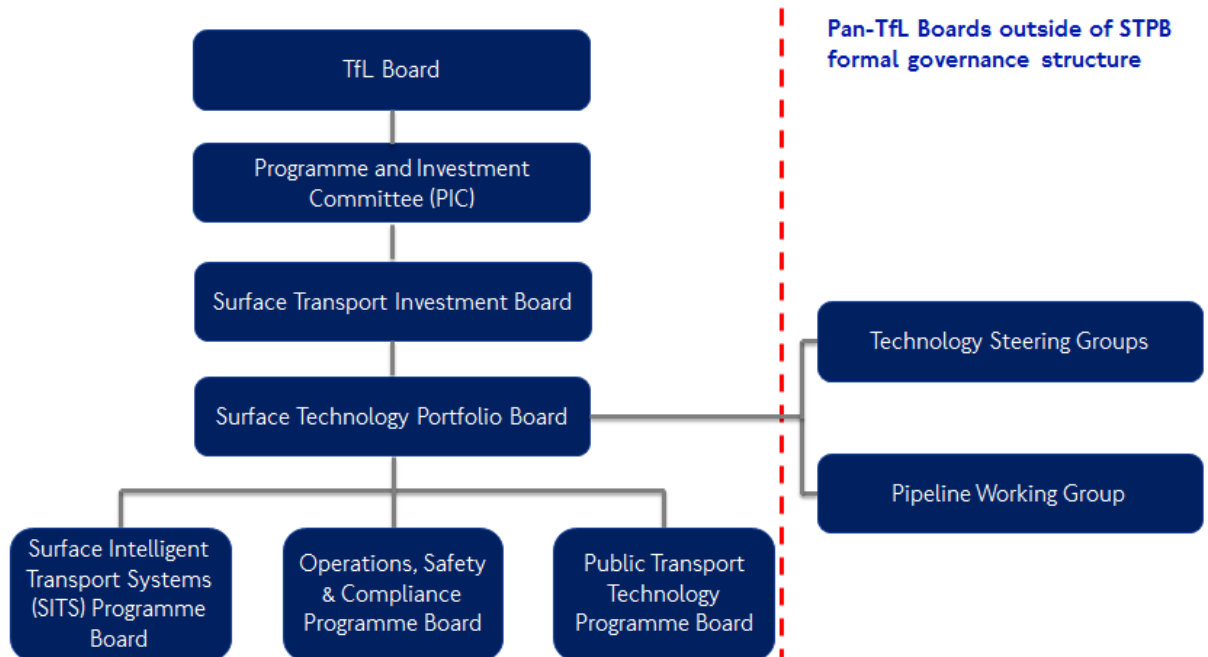 TfL Board
Pan-TfL Boards outside of STPB
formal governance structure
Programme and Investment
Committee (PIC)
Surface Transport Investment Board
Technology Steering Groups
Surface Technology Portfolio Board
Pipeline Working Group
Surface Intelligent
Transport Systems
(SITS) Programme
Board
Operations, Safety
& Compliance
Programme Board
Public Transport
Technology
Programme Board